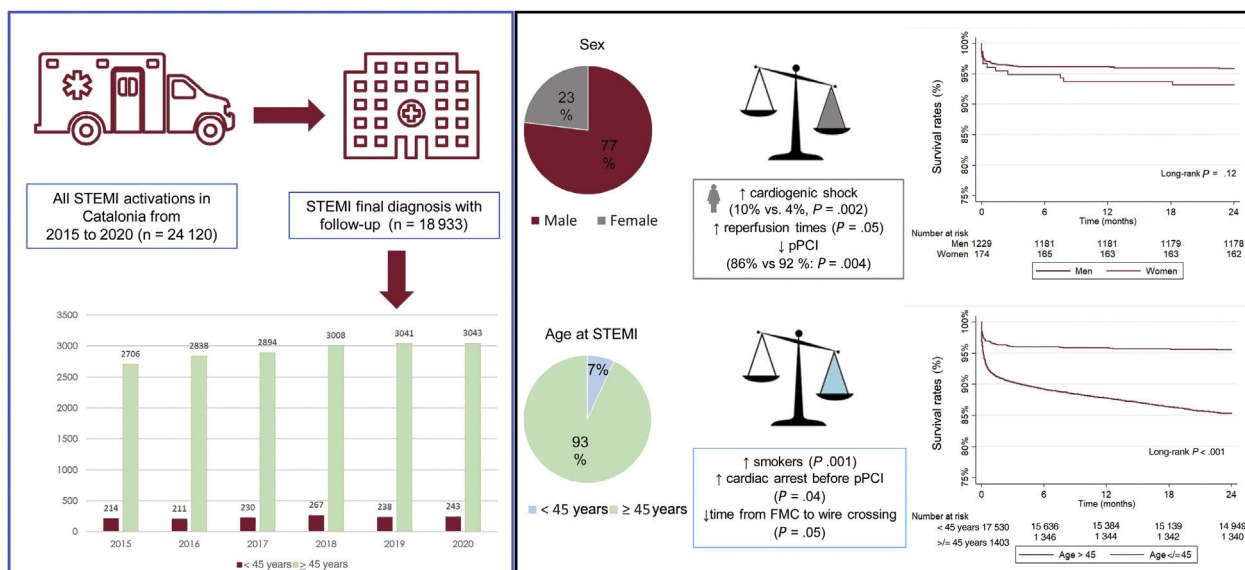 All STEMI activations in
Catalonia from
2015 to 2020 (n = 24 120)
STEMI final diagnosis with
follow-up (n = 18 933)
3500
3000
2500
2000
1500
1000
500
0
2706
2838
2894
3008
3041
3043
214
211
230
267
238
243
2015
2016
2017
2018
2019
2020
< 45 years
≥ 45 years
Sex
23
%
77
%
Male
Female
↑ cardiogenic shock
(10% vs. 4%, P = .002)
↑ reperfusion times (P = .05)
↓ pPCI
(86% vs 92 %: P = .004)
Survival rates (%)
100%
95%
90%
85%
80%
75%
Long-rank P = .12
0
6
12
18
24
Time (months)
Number at risk
Men 1229 1181 1181 1179 1178
Women 174 165 163 163 162
Men
Women
Age at STEMI
7%
93
%
< 45 years
≥ 45 years
↑ smokers (P .001)
↑ cardiac arrest before pPCI
(P = .04)
↓time from FMC to wire crossing
(P = .05)
Survival rates (%)
100%
95%
90%
85%
80%
75%
Long-rank P < .001
0
6
12
18
24
Time (months)
Number at risk
< 45 years 17 530 15 636 15 384 15 139 14 949
>/= 45 years 1403 1 346 1 344 1 342 1 340
Age > 45
Age </= 45